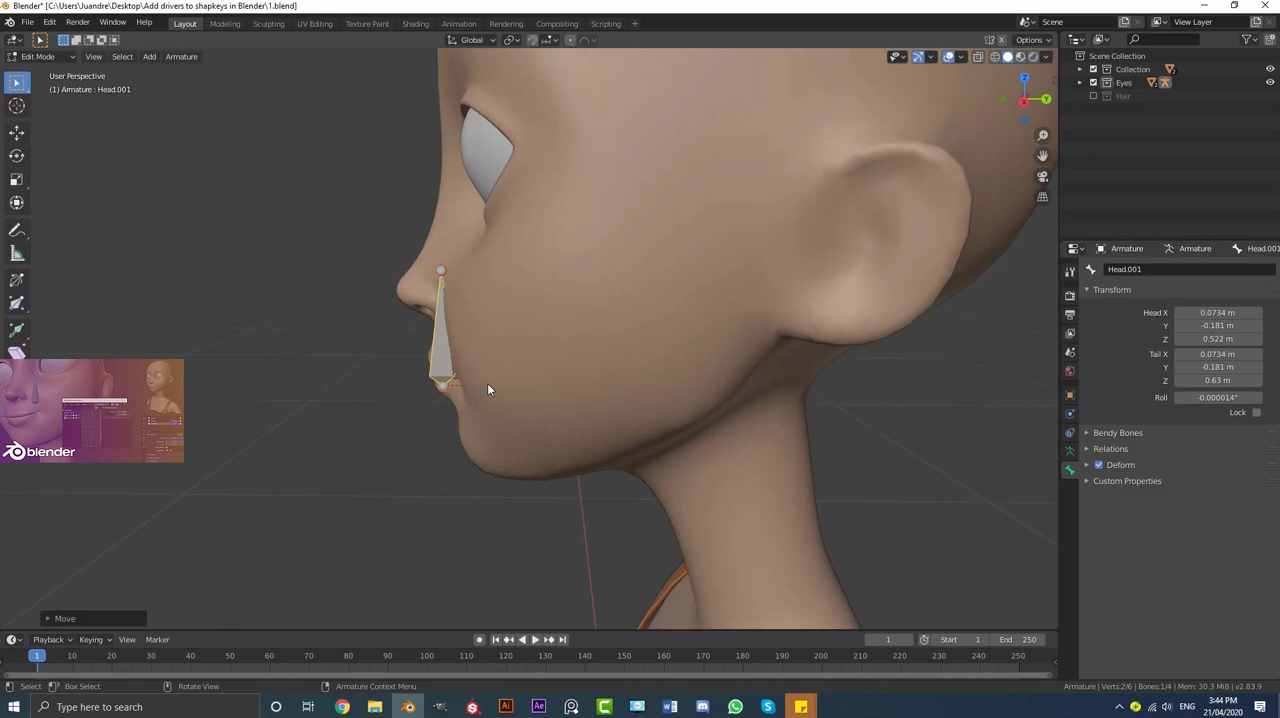 Blender* [C:\Users\Juandre\Desktop\Add drivers to shapkeys in Blender\1.blend]
File Edit Render Window Help Layout Modeling Sculpting UV Editing Texture Paint Shading Animation Rendering Compositing Scripting + Scene View Layer
Global Options
Edit Mode View Select Add Armature
User Perspective
(1) Armature : Head.001
Scene Collection
Collection
Eyes
Hair
Z
Y
X
Armature Armature Head.001
Head.001
Transform
Head X 0.0734 m
Y -0.181 m
Z 0.522 m
Tail X 0.0734 m
Y -0.181 m
Z 0.63 m
Roll -0.000014°
Lock
Bendy Bones
Relations
Deform
Custom Properties
blender
Move
Playback Keying View Marker 1 Start 1 End 250
1 10 20 30 40 50 60 70 80 90 100 110 120 130 140 150 160 170 180 190 200 210 220 230 240 250
Select Box Select Rotate View Armature Context Menu Armature | Verts:2/6 | Bones:1/4 | Mem: 30.3 MiB | v2.83.9
Type here to search ENG 3:44 PM
21/04/2020